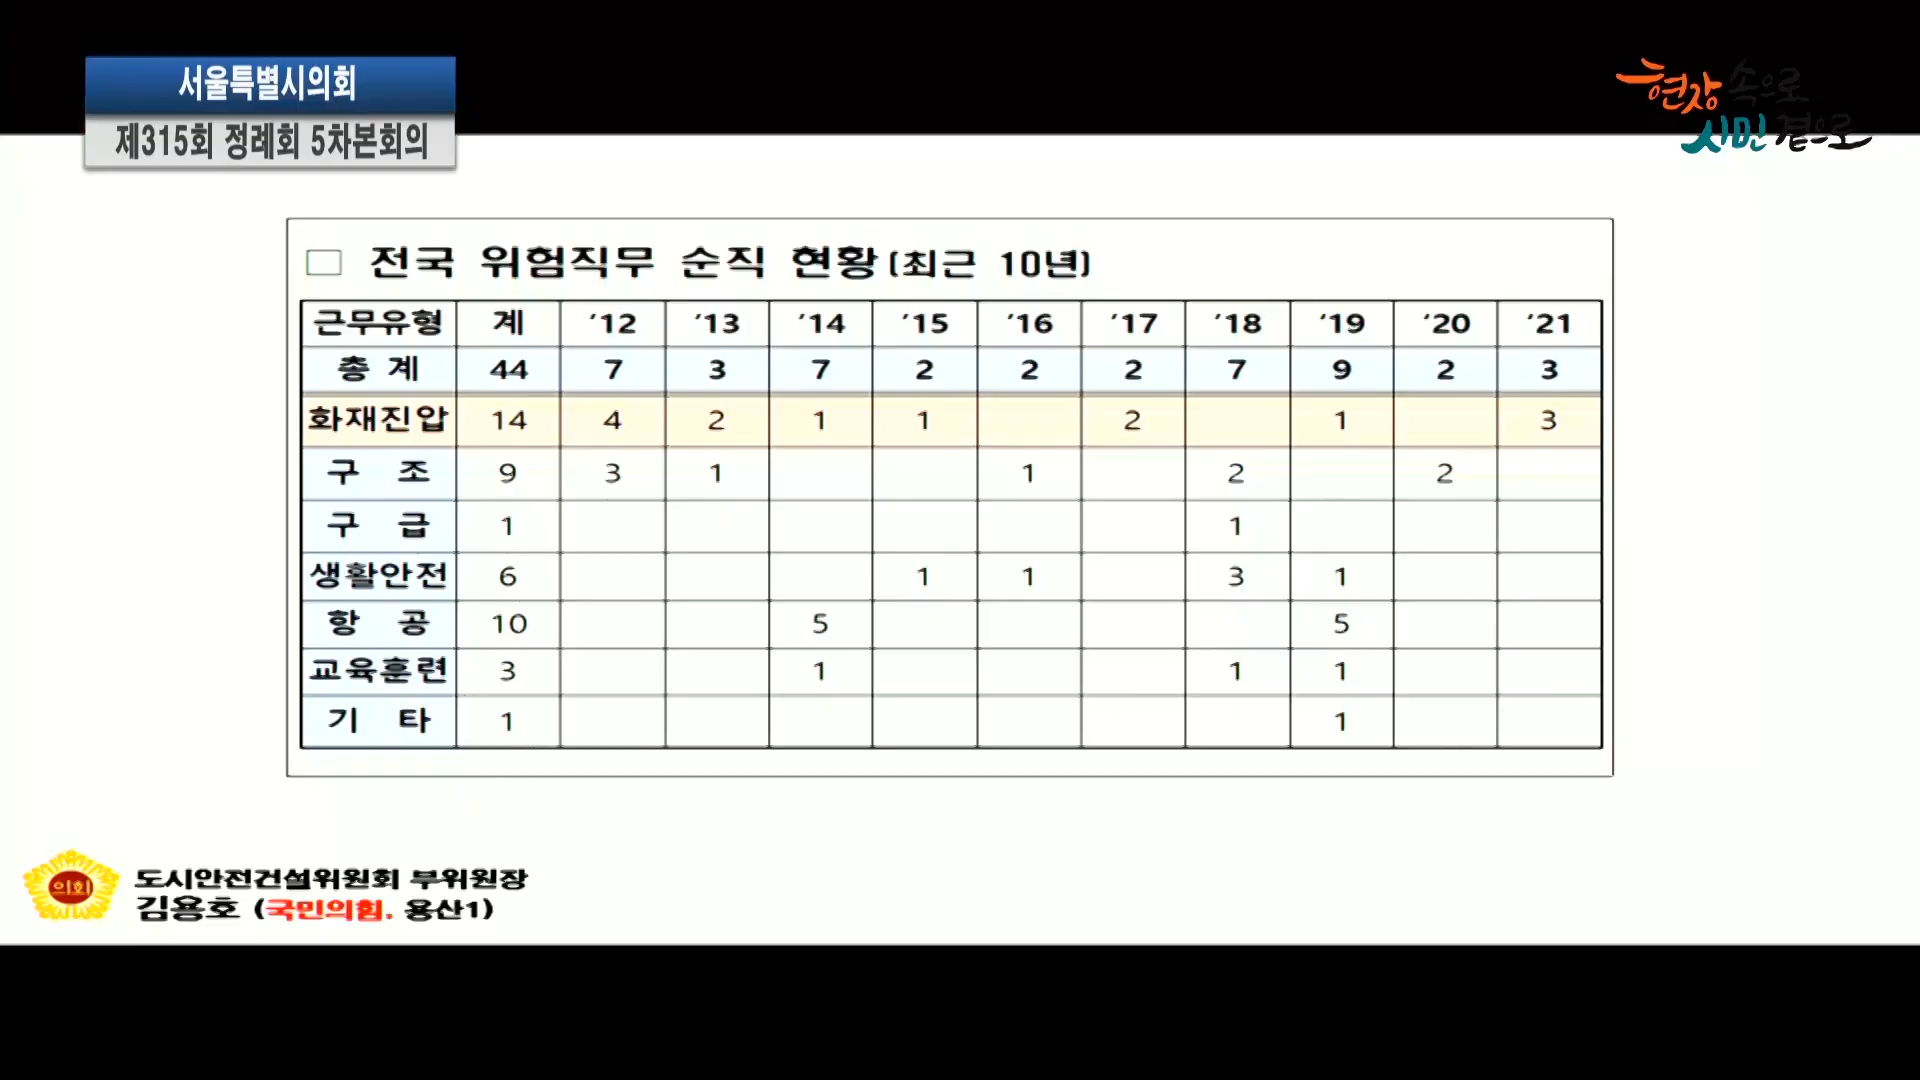 서울특별시의회
제315회 정례회 5차본회의
현장 속으로
시민 곁으로
□ 전국 위험직무 순직 현황(최근 10년)
근무유형 계 ′12 ′13 ′14 ′15 ′16 ′17 ′18 ′19 ′20 ′21
총 계 44 7 3 7 2 2 2 7 9 2 3
화재진압 14 4 2 1 1 2 1 3
구 조 9 3 1 1 2 2
구 급 1 1
생활안전 6 1 1 3 1
항 공 10 5 5
교육훈련 3 1 1 1
기 타 1 1
의회
도시안전건설위원회 부위원장
김용호 (국민의힘, 용산1)